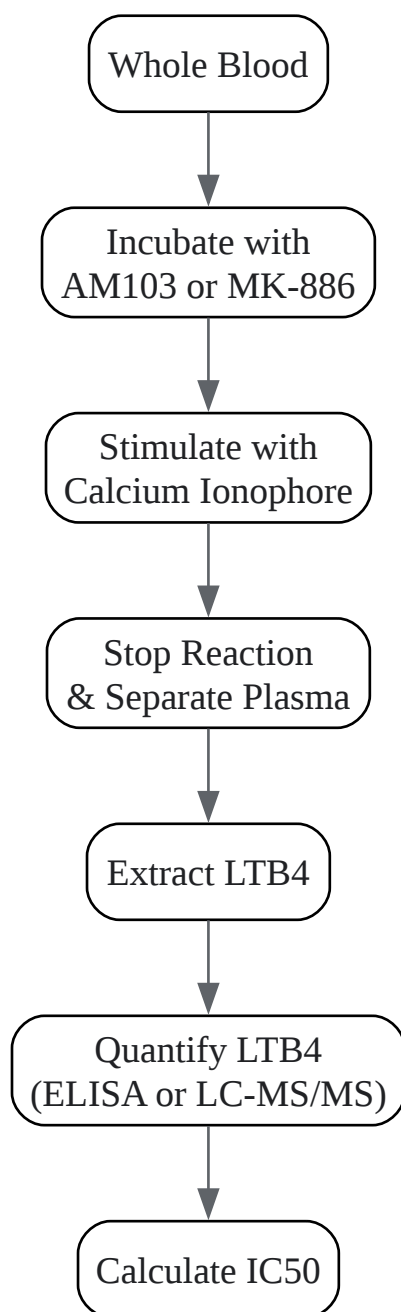 Whole Blood
Incubate with
AM103 or MK-886
Stimulate with
Calcium Ionophore
Stop Reaction
& Separate Plasma
Extract LTB4
Quantify LTB4
(ELISA or LC-MS/MS)
Calculate IC50